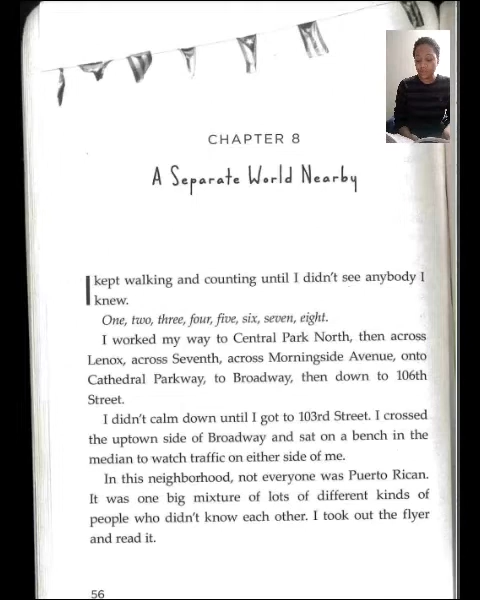 CHAPTER 8
A Separate World Nearby
I kept walking and counting until I didn't see anybody I
knew.
One, two, three, four, five, six, seven, eight.
I worked my way to Central Park North, then across
Lenox, across Seventh, across Morningside Avenue, onto
Cathedral Parkway, to Broadway, then down to 106th
Street.
I didn't calm down until I got to 103rd Street. I crossed
the uptown side of Broadway and sat on a bench in the
median to watch traffic on either side of me.
In this neighborhood, not everyone was Puerto Rican.
It was one big mixture of lots of different kinds of
people who didn't know each other. I took out the flyer
and read it.
56